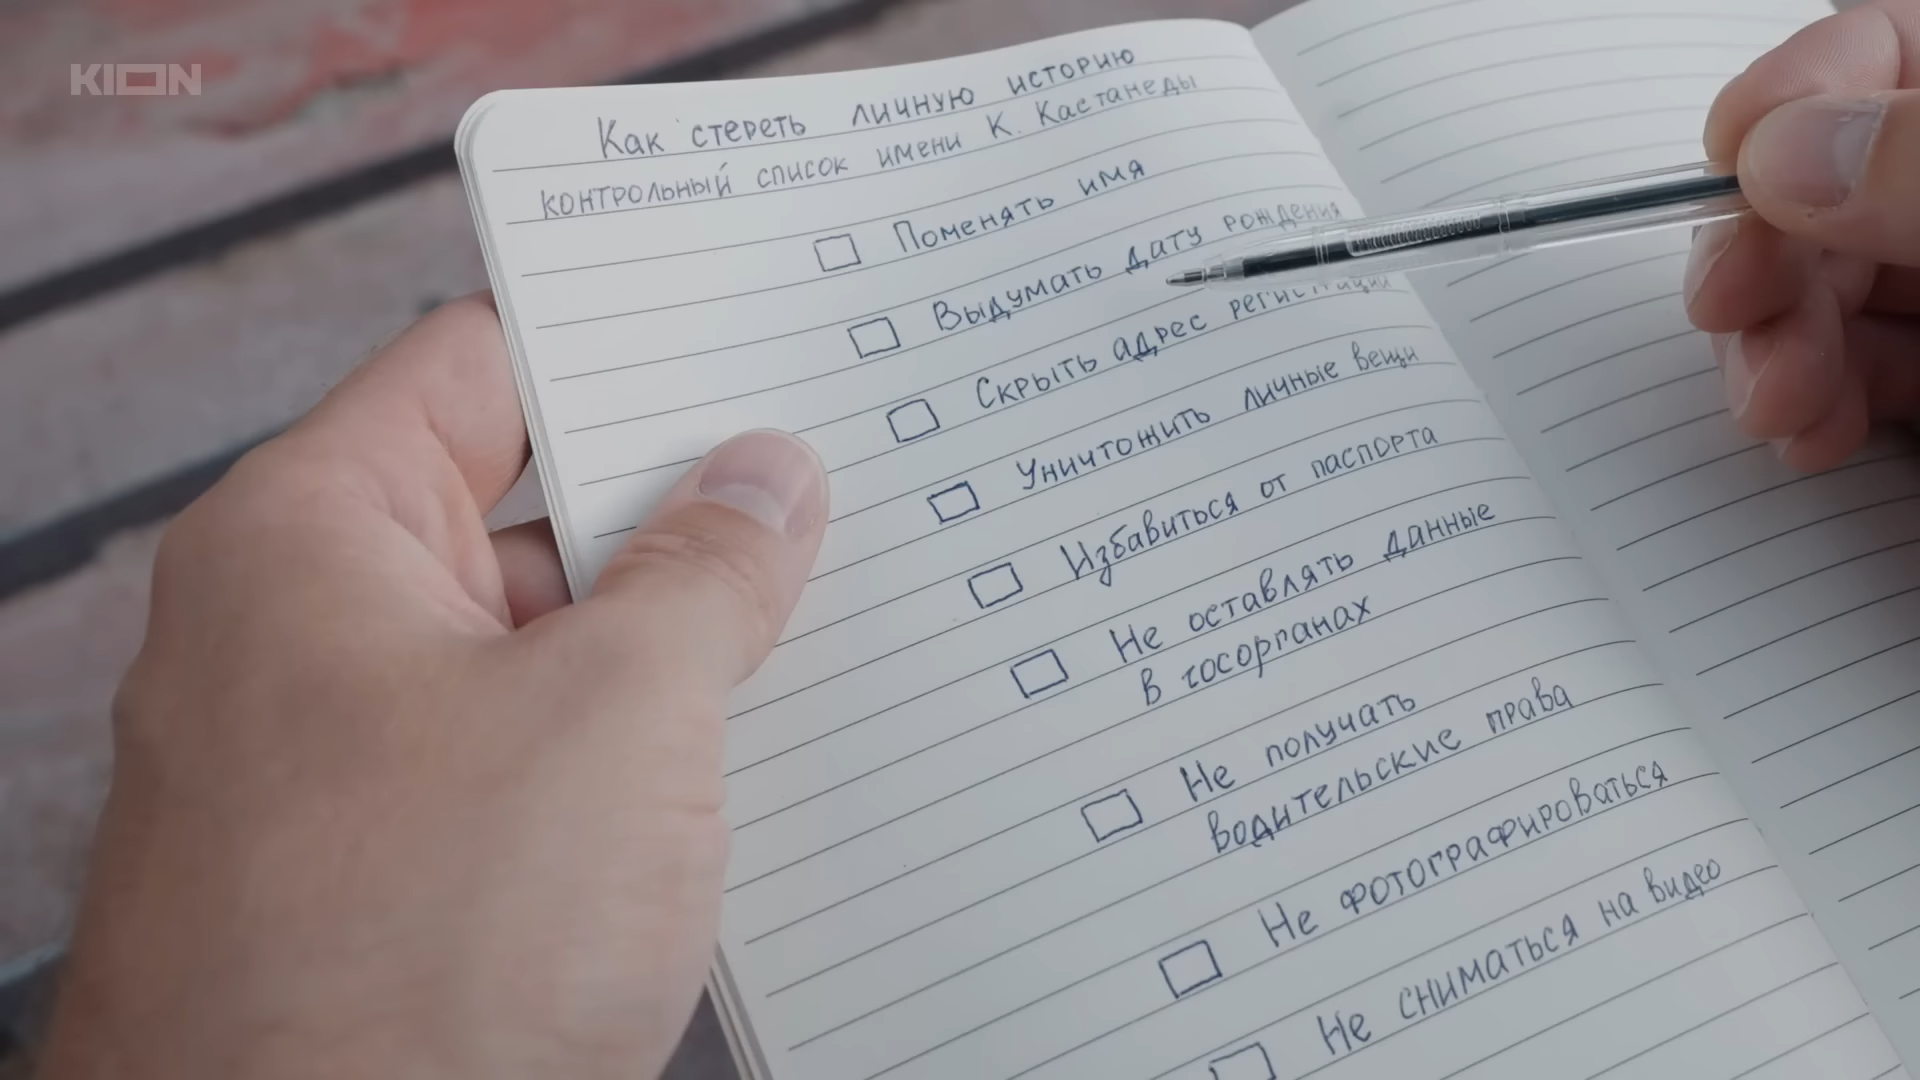 KION
Как стереть личную историю
контрольный список имени К. Кастанеды
Поменять имя
Выдумать дату рождения
Скрыть адрес регистрации
Уничтожить личные вещи
Избавиться от паспорта
Не оставлять данные
в госорганах
Не получать
водительские права
Не фотографироваться
Не сниматься на видео